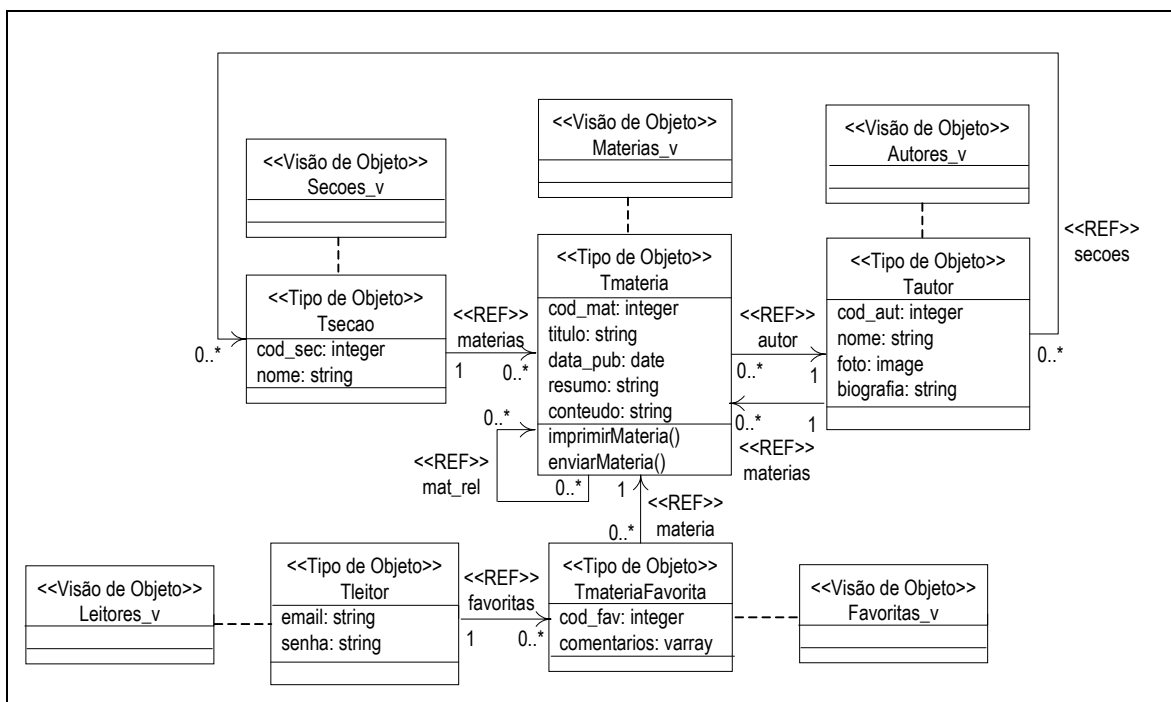 <<Visão de Objeto>>
Secoes_v
<<Visão de Objeto>>
Materias_v
<<Visão de Objeto>>
Autores_v
<<REF>>
secoes
<<Tipo de Objeto>>
Tsecao
cod_sec: integer
nome: string
0..*
<<REF>>
materias
1
0..*
<<Tipo de Objeto>>
Tmateria
cod_mat: integer
titulo: string
data_pub: date
resumo: string
conteudo: string
imprimirMateria()
enviarMateria()
<<REF>>
autor
0..*
1
<<Tipo de Objeto>>
Tautor
cod_aut: integer
nome: string
foto: image
biografia: string
0..*
0..*
1
<<REF>>
materias
0..*
<<REF>>
mat_rel
0..*
1
<<REF>>
materia
0..*
<<Visão de Objeto>>
Leitores_v
<<Tipo de Objeto>>
Tleitor
email: string
senha: string
<<REF>>
favoritas
1
0..*
<<Tipo de Objeto>>
TmateriaFavorita
cod_fav: integer
comentarios: varray
<<Visão de Objeto>>
Favoritas_v